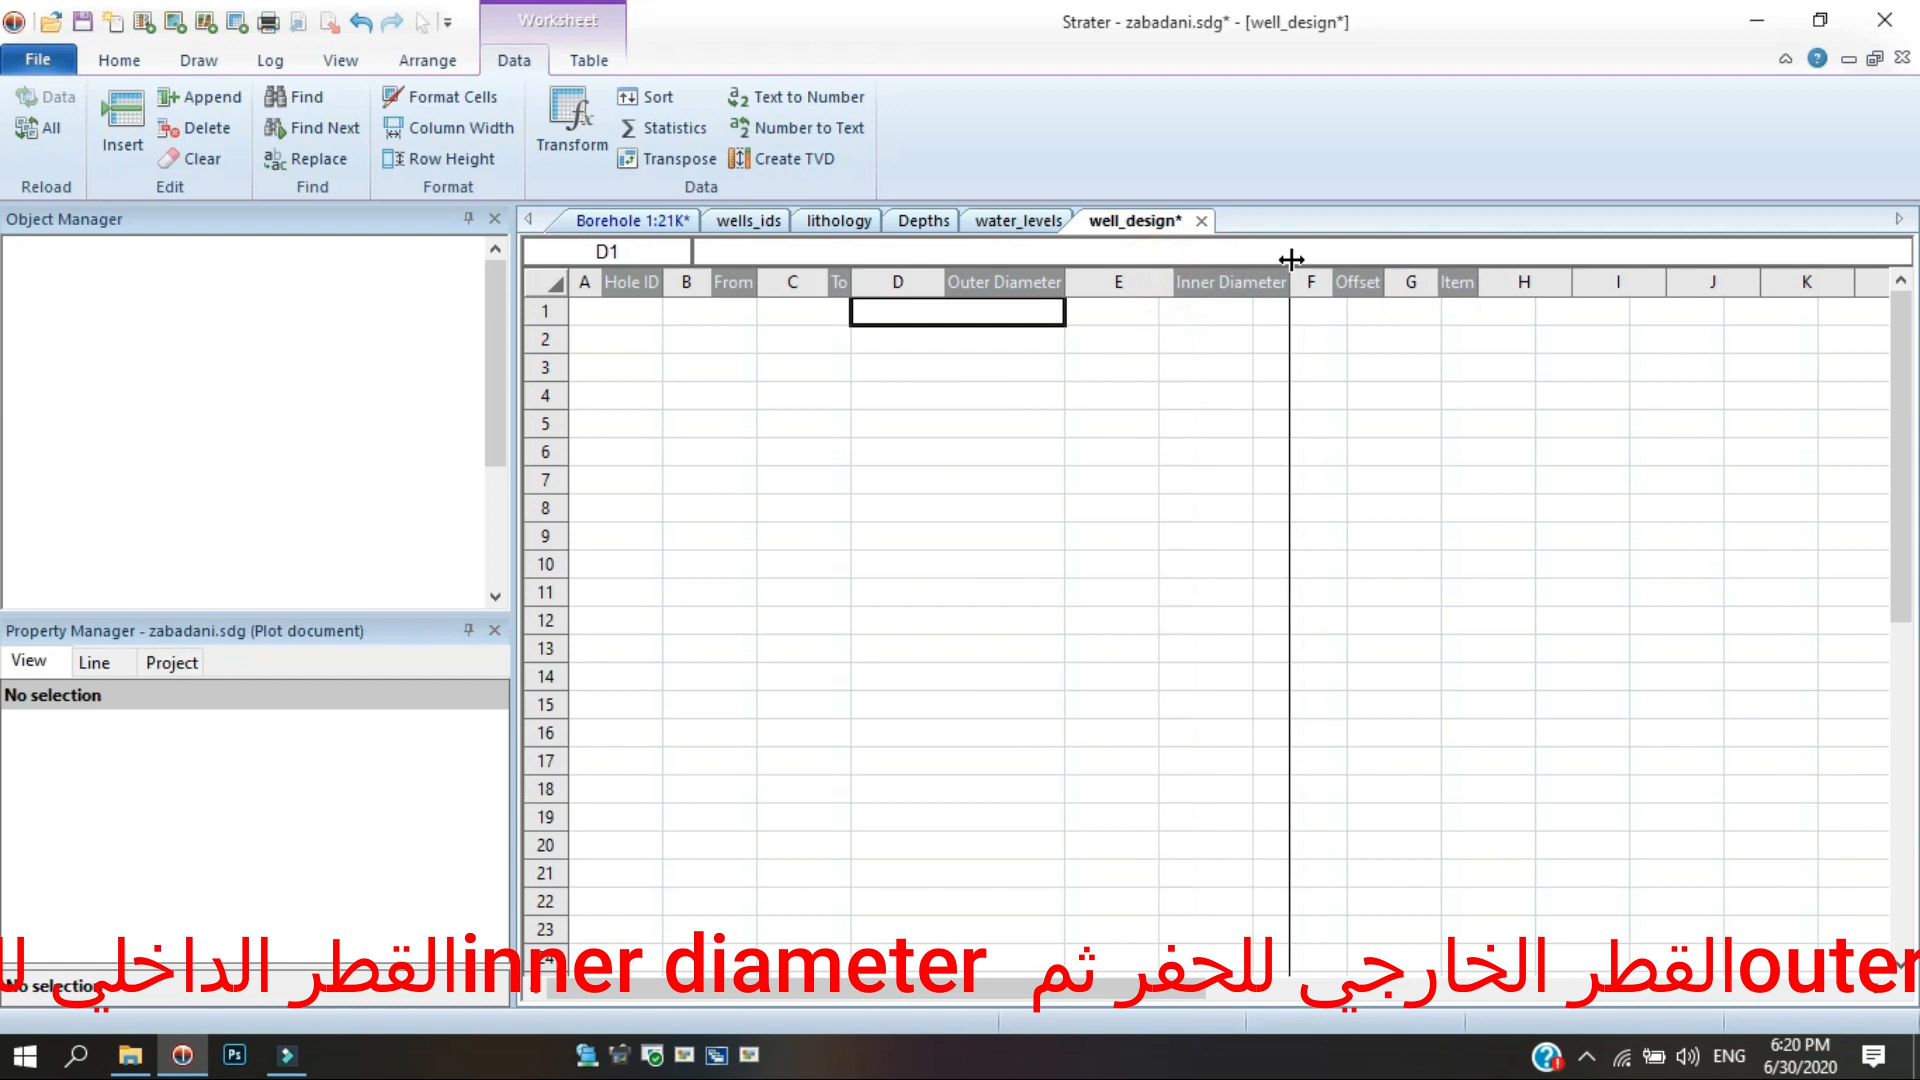 Worksheet
Strater - zabadani.sdg* - [well_design*]
File Home Draw Log View Arrange Data Table
Data
All
Reload
Insert
Append
Delete
Clear
Edit
Find
Find Next
Replace
Find
Format Cells
Column Width
Row Height
Format
Transform
Sort
Statistics
Transpose
Text to Number
Number to Text
Create TVD
Data
Object Manager
Borehole 1:21K* wells_ids lithology Depths water_levels well_design*
D1
A Hole ID B From C To D Outer Diameter E Inner Diameter F Offset G Item H I J K
1
2
3
4
5
6
7
8
9
10
11
12
13
14
15
16
17
18
19
20
21
22
23
Property Manager - zabadani.sdg (Plot document)
View Line Project
No selection
outerالقطر الخارجي للحفر ثم inner diameterالقطر الداخلي
No selection
Ps
ENG
6:20 PM
6/30/2020